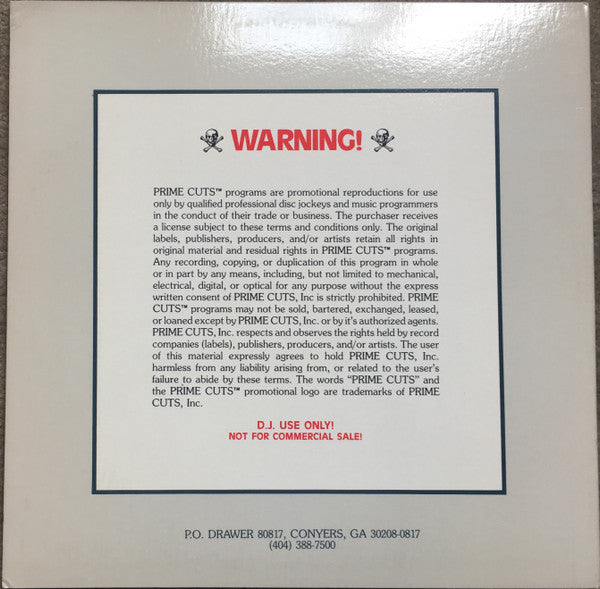 WARNING!
PRIME CUTS™ programs are promotional reproductions for use
only by qualified professional disc jockeys and music programmers
in the conduct of their trade or business. The purchaser receives
a license subject to these terms and conditions only. The original
labels, publishers, producers, and/or artists retain all rights in
original material and residual rights in PRIME CUTS™ programs.
Any recording, copying, or duplication of this program in whole
or in part by any means, including, but not limited to mechanical,
electrical, digital, or optical for any purpose without the express
written consent of PRIME CUTS, Inc is strictly prohibited. PRIME
CUTS™ programs may not be sold, bartered, exchanged, leased,
or loaned except by PRIME CUTS, Inc. or by it's authorized agents.
PRIME CUTS, Inc. respects and observes the rights held by record
companies (labels), publishers, producers, and/or artists. The user
of this material expressly agrees to hold PRIME CUTS, Inc.
harmless from any liability arising from, or related to the user's
failure to abide by these terms. The words "PRIME CUTS" and
the PRIME CUTS™ promotional logo are trademarks of PRIME
CUTS, Inc.
D.J. USE ONLY!
NOT FOR COMMERCIAL SALE!
P.O. DRAWER 80817, CONYERS, GA 30208-0817
(404) 388-7500